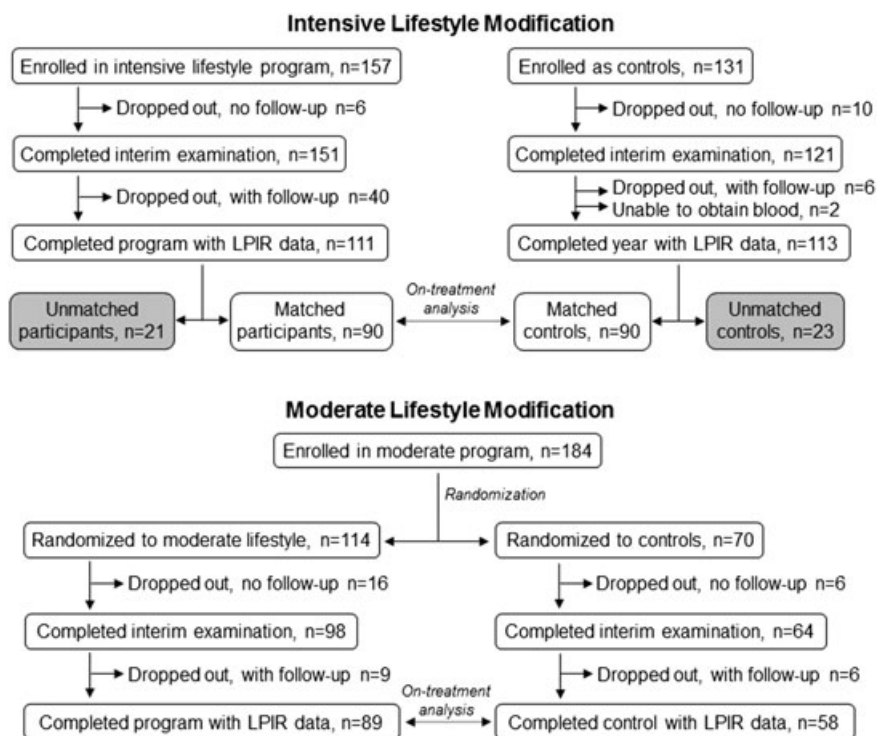 Intensive Lifestyle Modification
Enrolled in intensive lifestyle program, n=157
Enrolled as controls, n=131
Dropped out, no follow-up n=6
Dropped out, no follow-up n=10
Completed interim examination, n=151
Completed interim examination, n=121
Dropped out, with follow-up n=40
Dropped out, with follow-up n=6
Unable to obtain blood, n=2
Completed program with LPIR data, n=111
Completed year with LPIR data, n=113
Unmatched
participants, n=21
Matched
participants, n=90
On-treatment
analysis
Matched
controls, n=90
Unmatched
controls, n=23
Moderate Lifestyle Modification
Enrolled in moderate program, n=184
Randomization
Randomized to moderate lifestyle, n=114
Randomized to controls, n=70
Dropped out, no follow-up n=16
Dropped out, no follow-up n=6
Completed interim examination, n=98
Completed interim examination, n=64
Dropped out, with follow-up n=9
Dropped out, with follow-up n=6
On-treatment
analysis
Completed program with LPIR data, n=89
Completed control with LPIR data, n=58